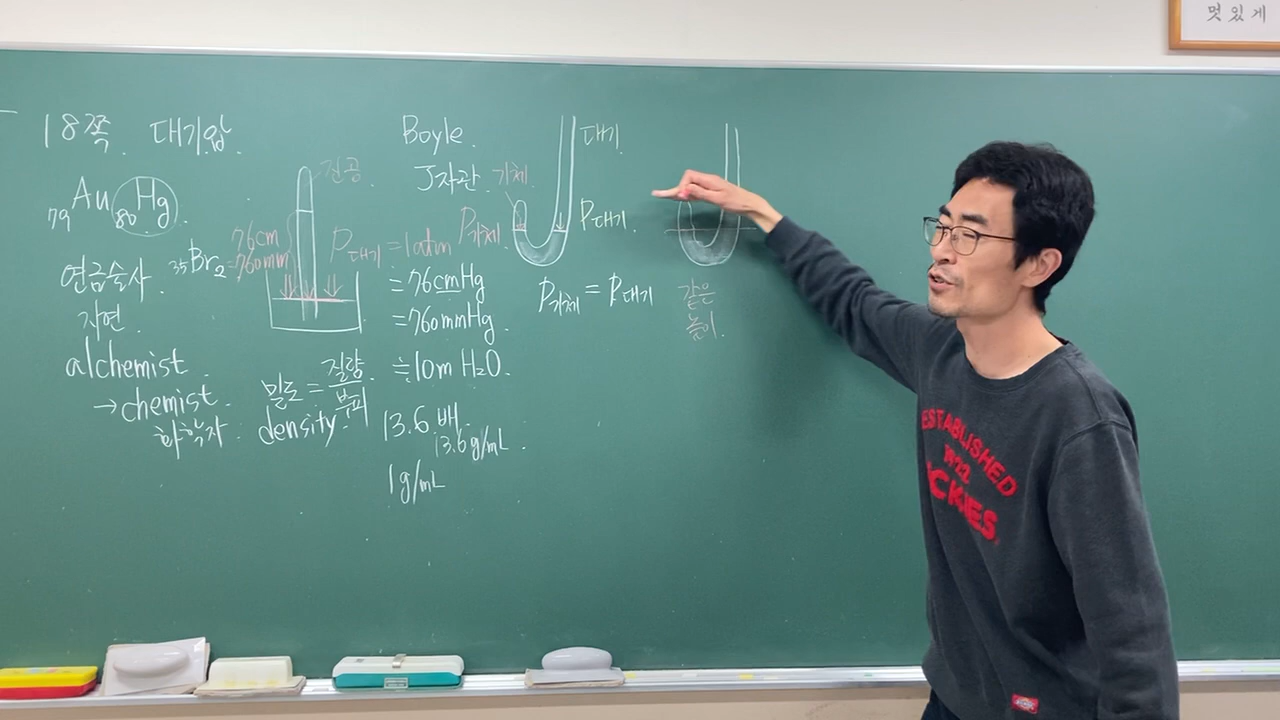 18쪽. 대기압.
79Au 80Hg.
연금술사.
자연.
alchemist.
→chemist.
화학자.
35Br2
진공.
76cm
=760mm
P대기 = 1atm
= 76cmHg
= 760mmHg.
≒10m H2O.
밀도 = 질량/부피.
density.
13.6배.
13.6g/mL.
1g/mL
Boyle.
J자관.
기체.
P기체.
대기.
P대기.
P기체 = P대기
같은
높이.
멋있게
ESTABLISHED
1922